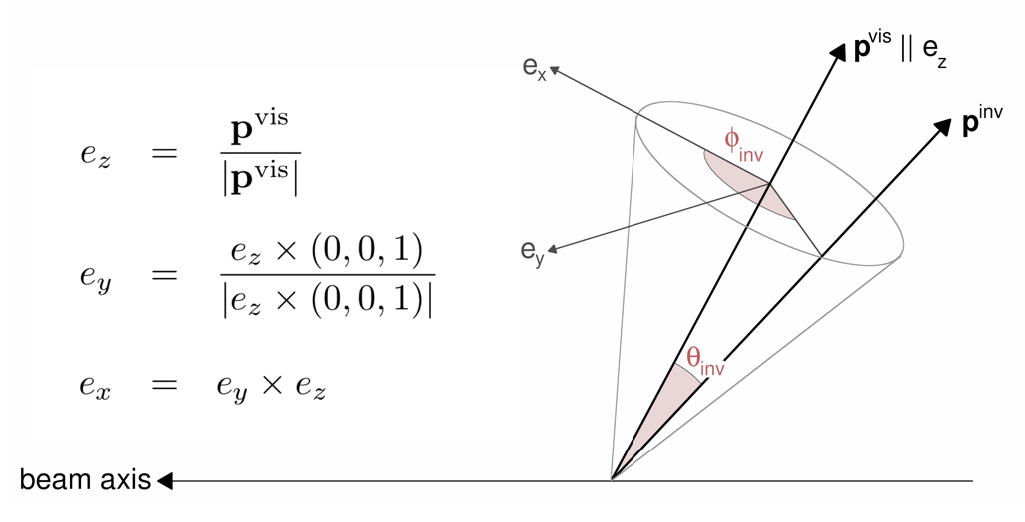 e_z = p^vis / |p^vis|
e_y = e_z × (0, 0, 1) / |e_z × (0, 0, 1)|
e_x = e_y × e_z
beam axis
e_x
e_y
p^vis || e_z
p^inv
ϕ_inv
θ_inv